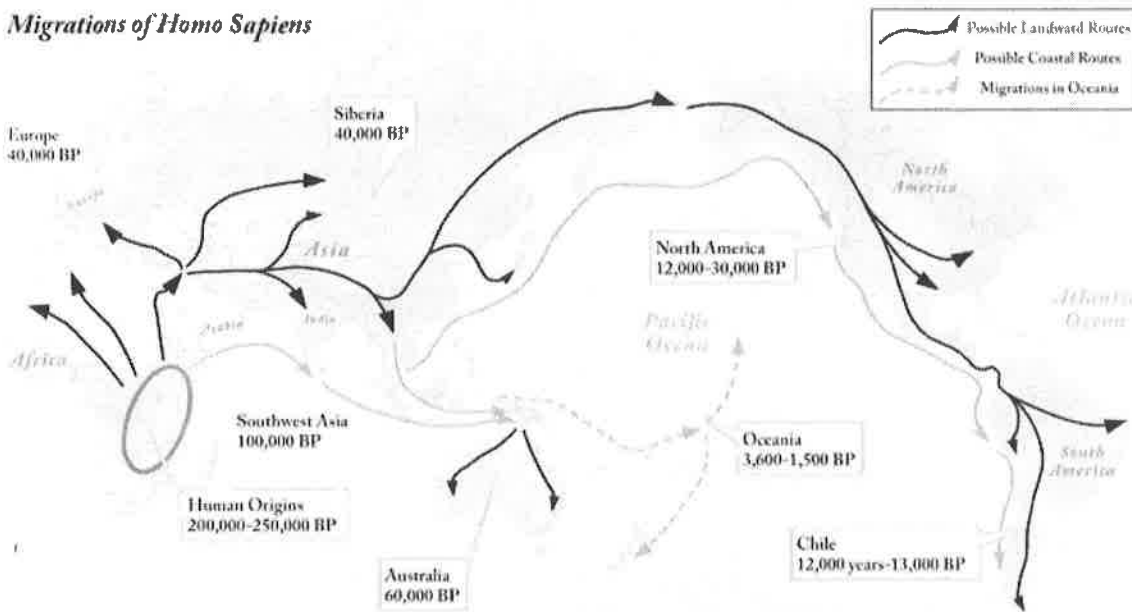 Migrations of Homo Sapiens
Possible Landward Routes
Possible Coastal Routes
Migrations in Oceania
Europe
40,000 BP
Siberia
40,000 BP
North
America
Asia
North America
12,000-30,000 BP
Atlantic
Ocean
Pacific
Ocean
Arabia
India
Africa
Southwest Asia
100,000 BP
Oceania
3,600-1,500 BP
South
America
Human Origins
200,000-250,000 BP
Chile
12,000 years-13,000 BP
Australia
60,000 BP